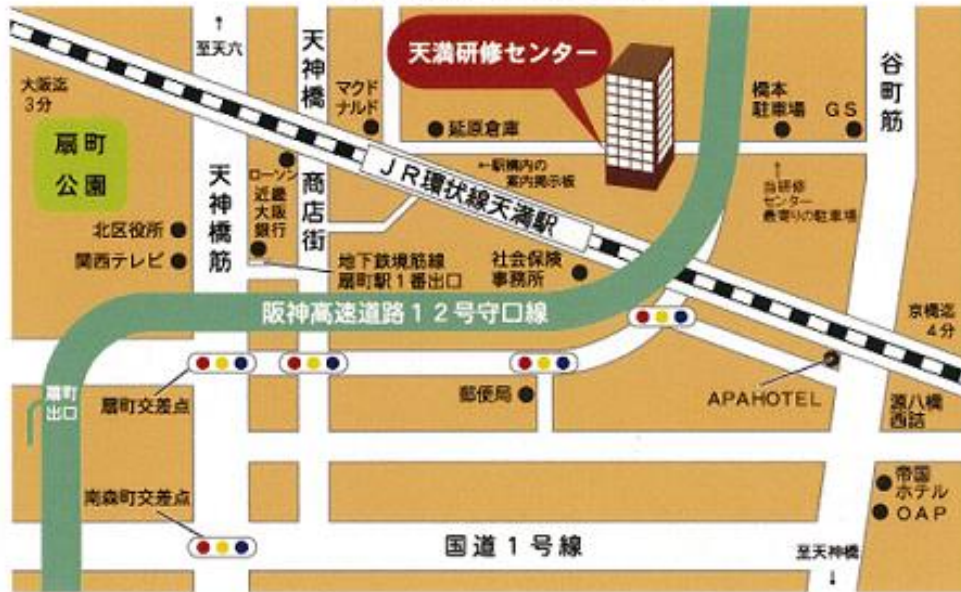 ↑
至天六
天神橋
商店街
天満研修センター
大阪迄
3分
マクド
ナルド
延原倉庫
橋本
駐車場
GS
谷町筋
扇町
公園
天神橋筋
ローソン
近畿
大阪
銀行
JR環状線天満駅
←駅構内の
案内掲示板
↑
当研修
センター
最寄りの駐車場
北区役所
関西テレビ
地下鉄境筋線
扇町駅1番出口
社会保険
事務所
阪神高速道路12号守口線
京橋迄
4分
扇町
出口
扇町交差点
郵便局
APAHOTEL
源八橋
西詰
南森町交差点
帝国
ホテル
OAP
国道1号線
至天神橋
↓